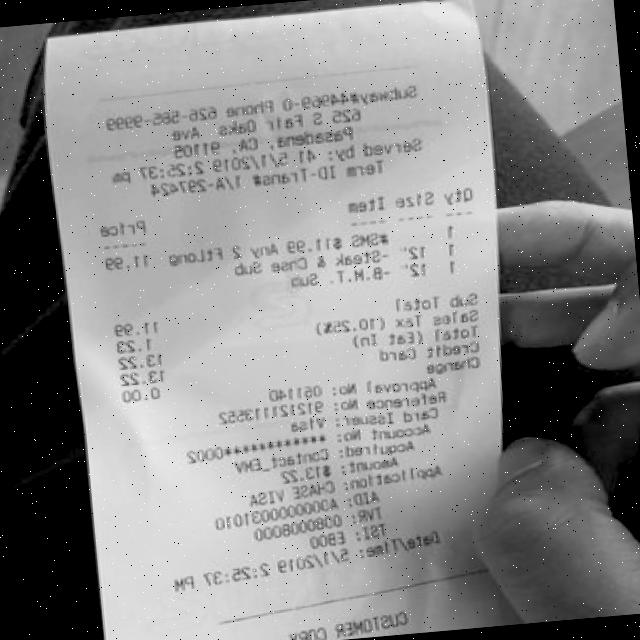 Subway#44969-0 Phone 626-585-9999
625 S Fair Oaks Ave
Pasadena, CA, 91105
Served by: 41 5/1/2019 2:25:37 PM
Term ID-Trans# 1/A-297424
Qty Size Item Price
1 #SMS $11.99 Any 2 FtLong 11.99
1 12" -Steak & Chse Sub
1 12" -B.M.T. Sub
Sub Total 11.99
Sales Tax (10.25%) 1.23
Total (Eat In) 13.22
Credit Card 13.22
Change 0.00
Approval No: 06114D
Reference No: 912121113552
Card Issuer: Visa
Account No: ************0002
Acquired: Contact_EMV
Amount: $13.22
Application: CHASE VISA
AID: A0000000031010
TVR: 0080008000
TSI: E800
Date/Time: 5/1/2019 2:25:37 PM
CUSTOMER COPY